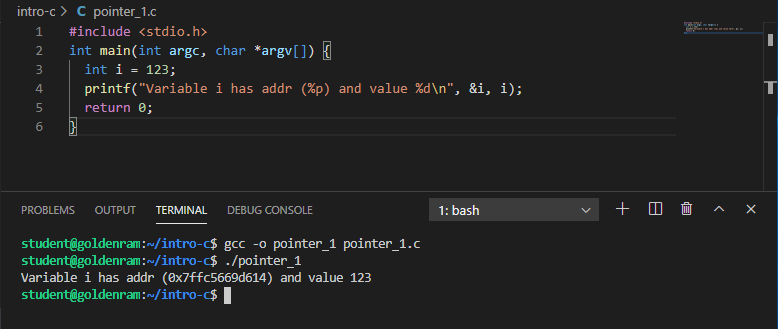 intro-c > C pointer_1.c
1 #include <stdio.h>
2 int main(int argc, char *argv[]) {
3   int i = 123;
4   printf("Variable i has addr (%p) and value %d\n", &i, i);
5   return 0;
6 }
PROBLEMS OUTPUT TERMINAL DEBUG CONSOLE 1: bash
student@goldenram:~/intro-c$ gcc -o pointer_1 pointer_1.c
student@goldenram:~/intro-c$ ./pointer_1
Variable i has addr (0x7ffc5669d614) and value 123
student@goldenram:~/intro-c$